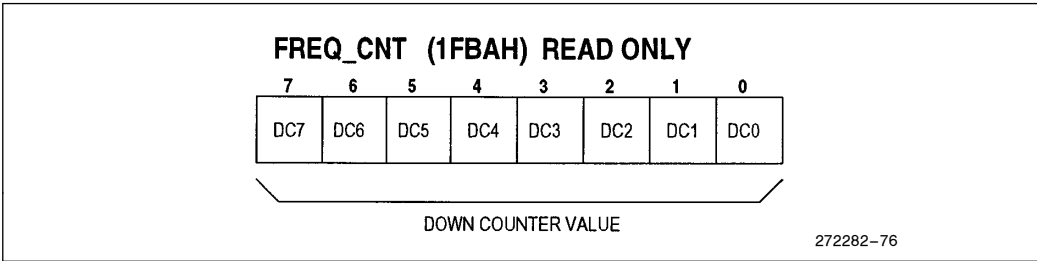 FREQ_CNT (1FBAH) READ ONLY
7 6 5 4 3 2 1 0
DC7 DC6 DC5 DC4 DC3 DC2 DC1 DC0
DOWN COUNTER VALUE
272282–76